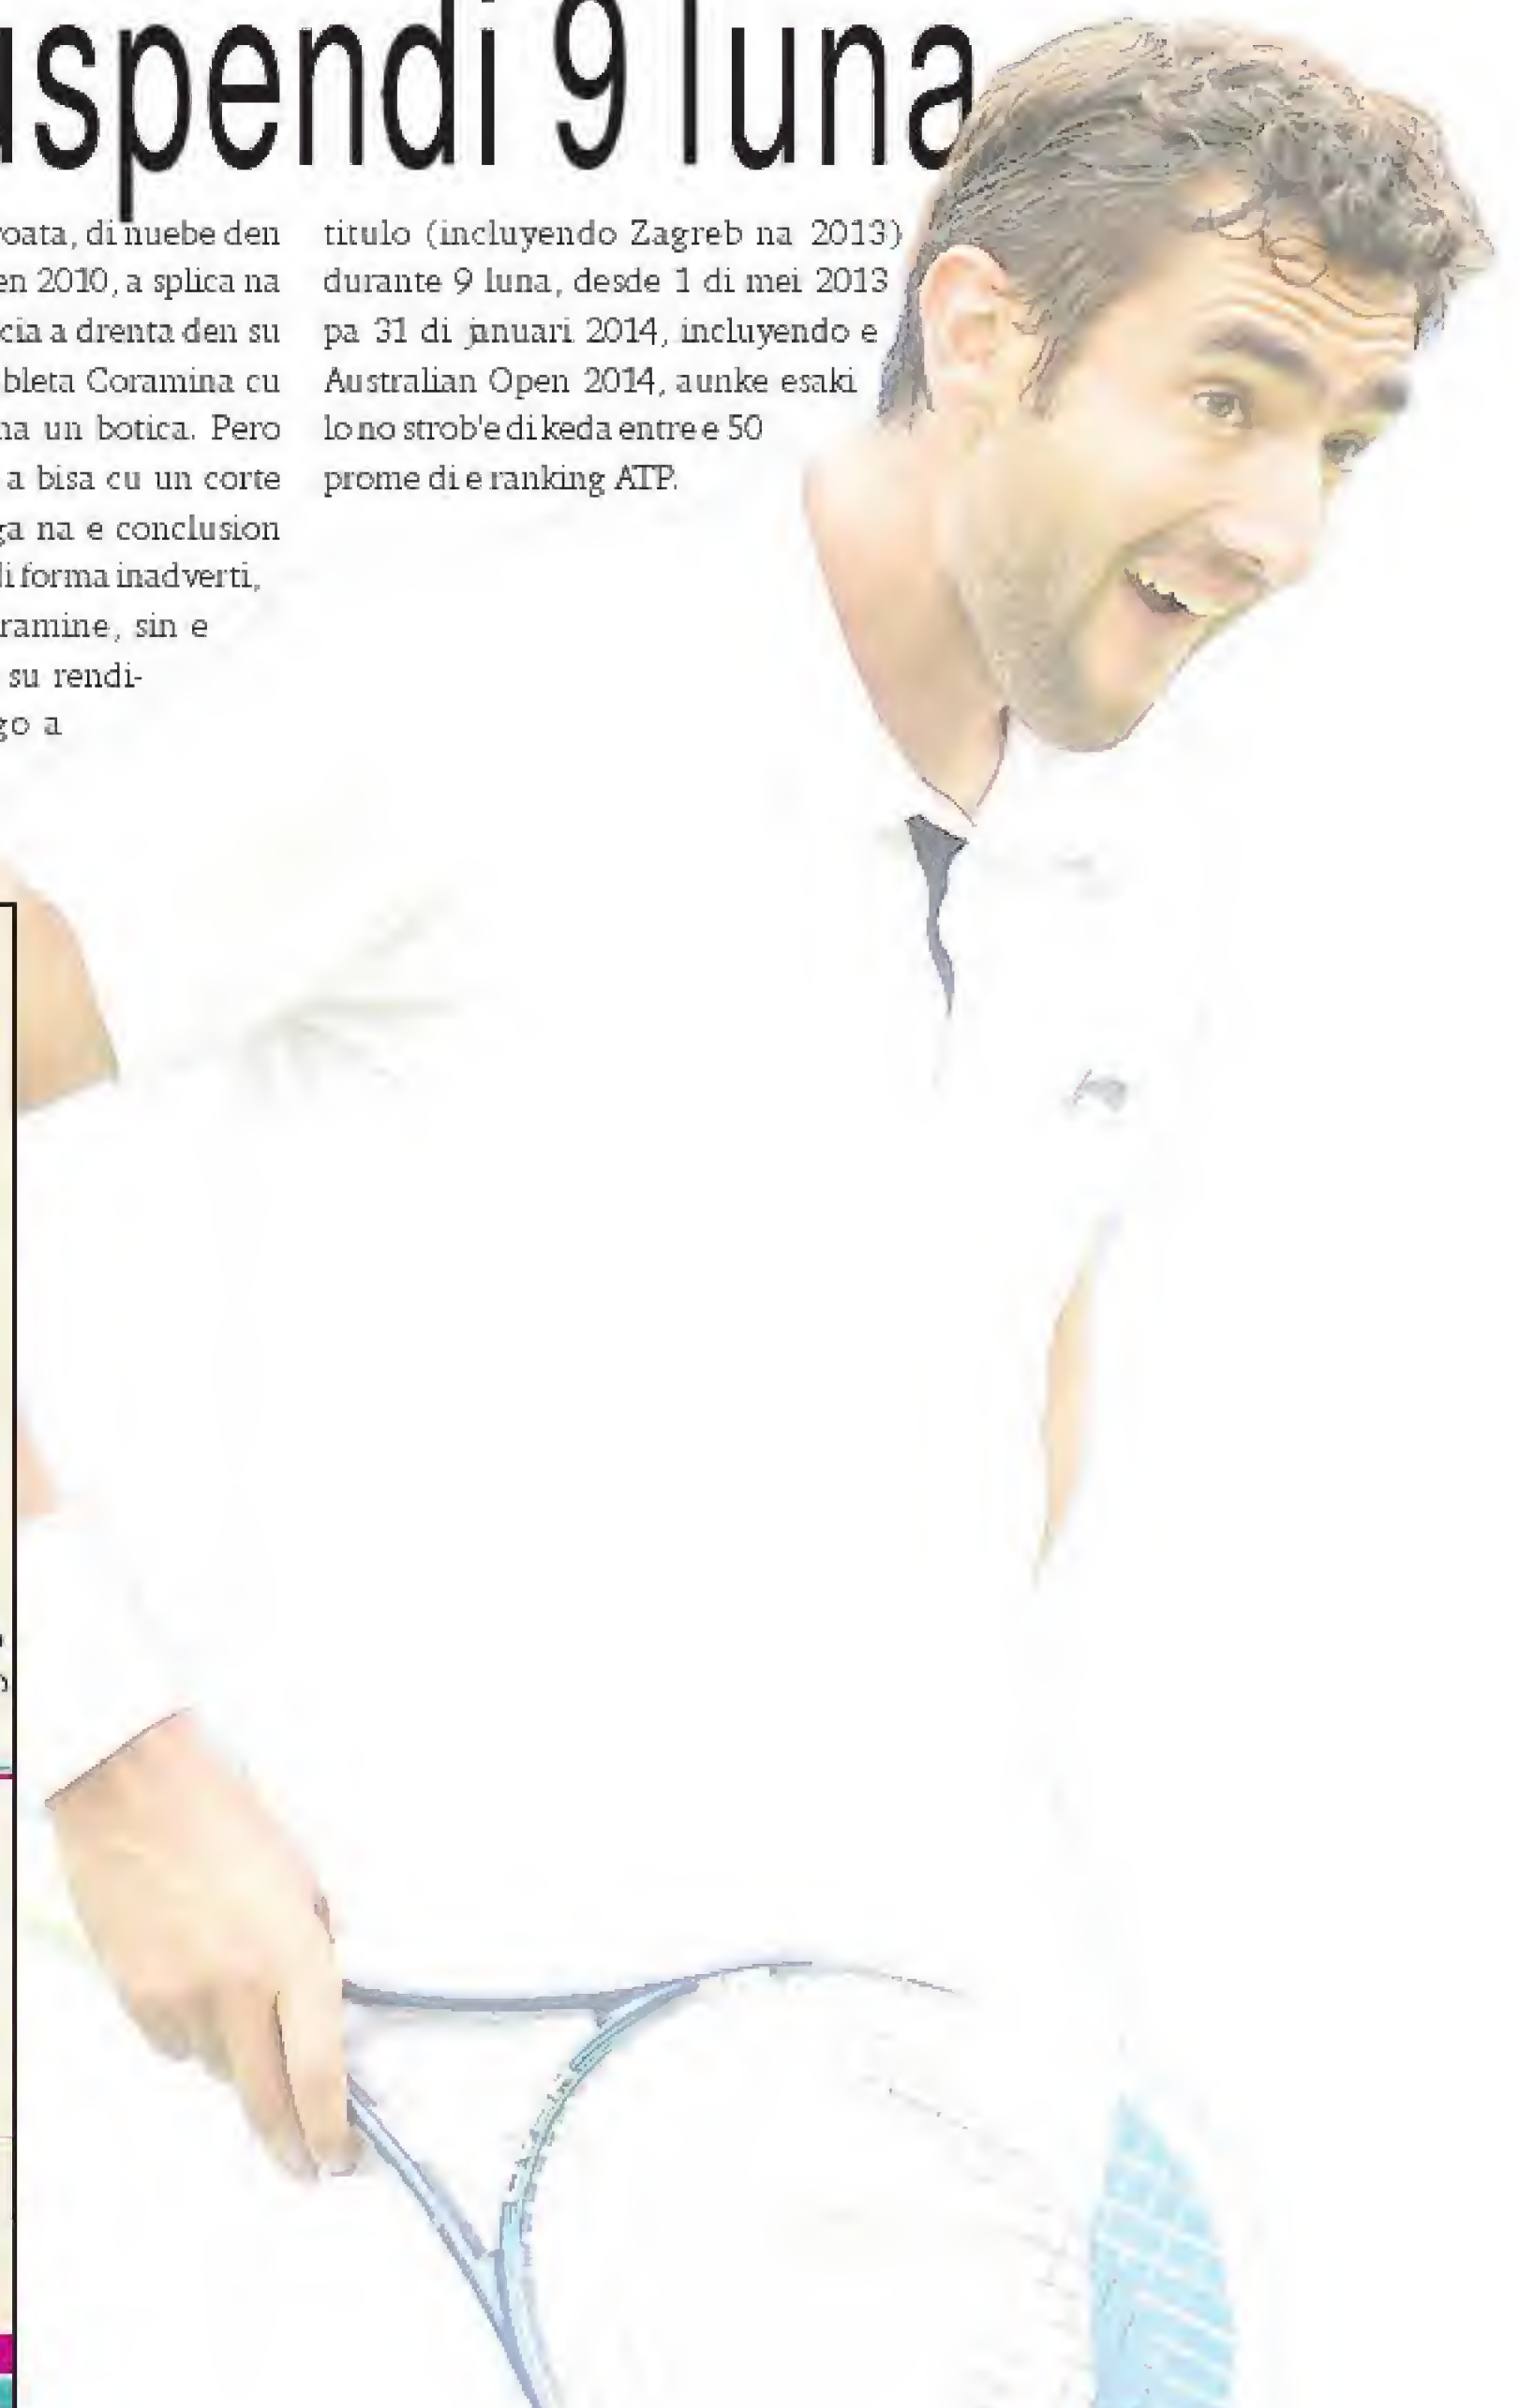 uspendi 9 luna
roata, di nuebe den
en 2010, a splica na
cia a drenta den su
bleta Coramina cu
na un botica. Pero
a bisa cu un corte
ga na e conclusion
di forma inadverti,
ramine, sin e
su rendi-
go a
titulo (incluyendo Zagreb na 2013)
durante 9 luna, desde 1 di mei 2013
pa 31 di januari 2014, incluyendo e
Australian Open 2014, aunke esaki
lo no strob'e di keda entre e 50
prome di e ranking ATP.